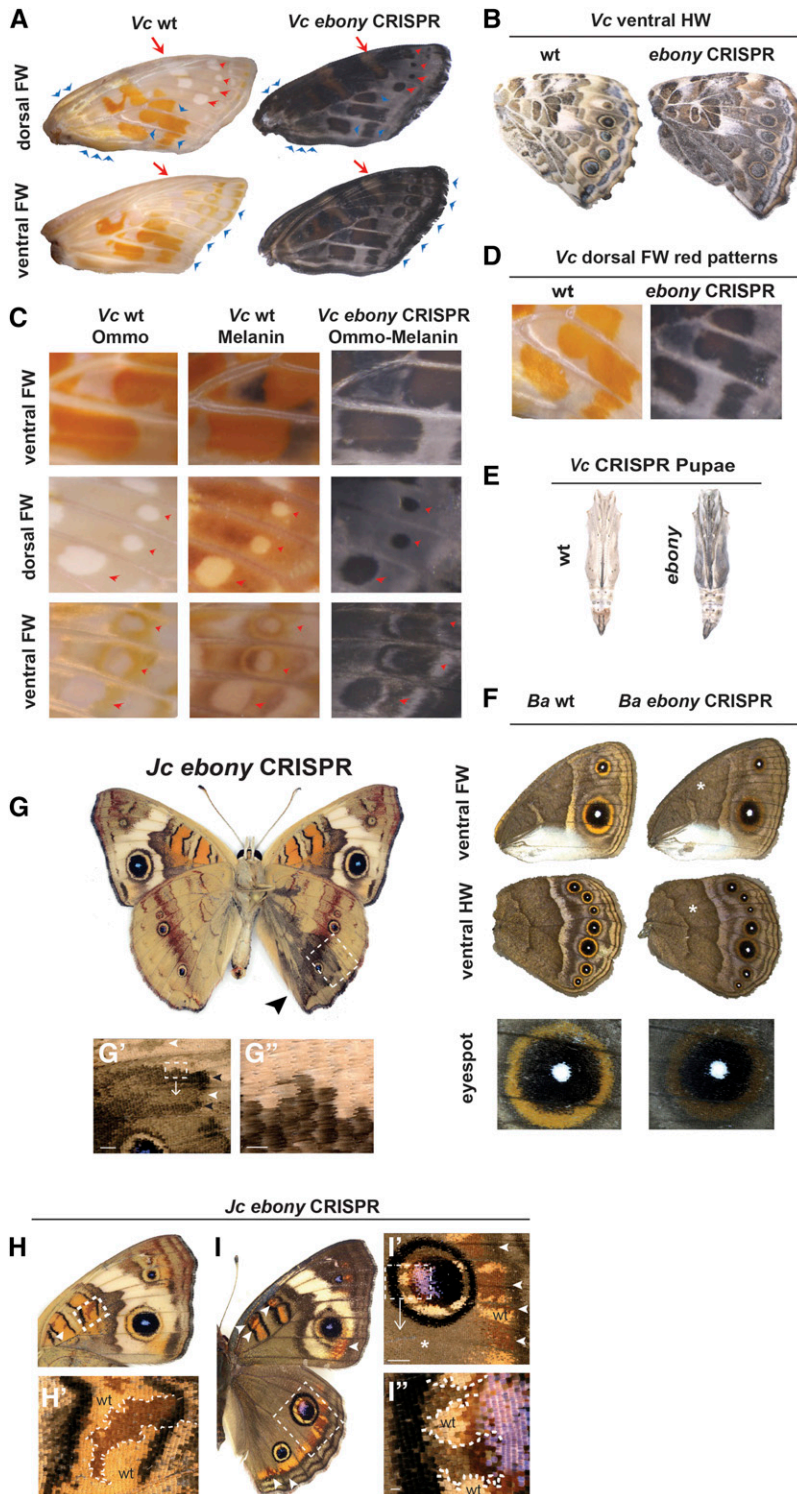 A
Vc wt
Vc ebony CRISPR
dorsal FW
ventral FW
B
Vc ventral HW
wt
ebony CRISPR
D
Vc dorsal FW red patterns
wt
ebony CRISPR
C
Vc wt
Ommo
Vc wt
Melanin
Vc ebony CRISPR
Ommo-Melanin
ventral FW
dorsal FW
ventral FW
E
Vc CRISPR Pupae
wt
ebony
F
Ba wt
Ba ebony CRISPR
ventral FW
*
ventral HW
*
eyespot
Jc ebony CRISPR
G
G'
G"
Jc ebony CRISPR
H
I
I'
wt
*
H'
wt
wt
I"
wt
wt